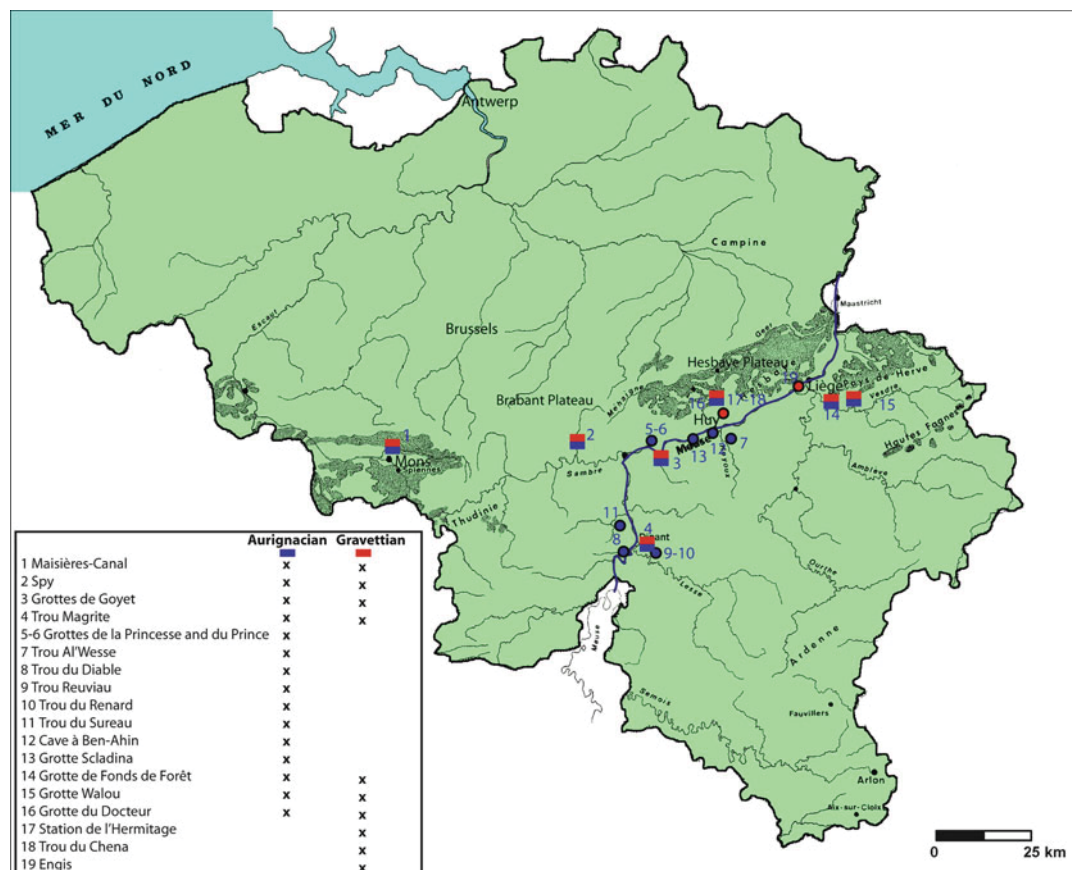 MER DU NORD
Antwerp
Campine
Maastricht
Escaut
Geer
Brussels
Hesbaye Plateau
Hesbaye
19
Liège
Pays-de-Herve
Mehaigne
Vesdre
16
17-18
14
15
Brabant Plateau
Huy
Hautes Fagnes
1
2
5-6
Mons
Meuse
13
12
7
Hoyoux
Spiennes
3
Sambre
Amblève
Thudinie
11
4
Dinant
8
9-10
Ourthe
Lesse
Meuse
Ardenne
Semois
Fauvillers
Arlon
Aix-sur-Cloix
0 25 km
Aurignacian Gravettian
1 Maisières-Canal x x
2 Spy x x
3 Grottes de Goyet x x
4 Trou Magrite x x
5-6 Grottes de la Princesse and du Prince x
7 Trou Al'Wesse x
8 Trou du Diable x
9 Trou Reuviau x
10 Trou du Renard x
11 Trou du Sureau x
12 Cave à Ben-Ahin x
13 Grotte Scladina x
14 Grotte de Fonds de Forêt x x
15 Grotte Walou x x
16 Grotte du Docteur x x
17 Station de l'Hermitage x
18 Trou du Chena x
19 Engis x